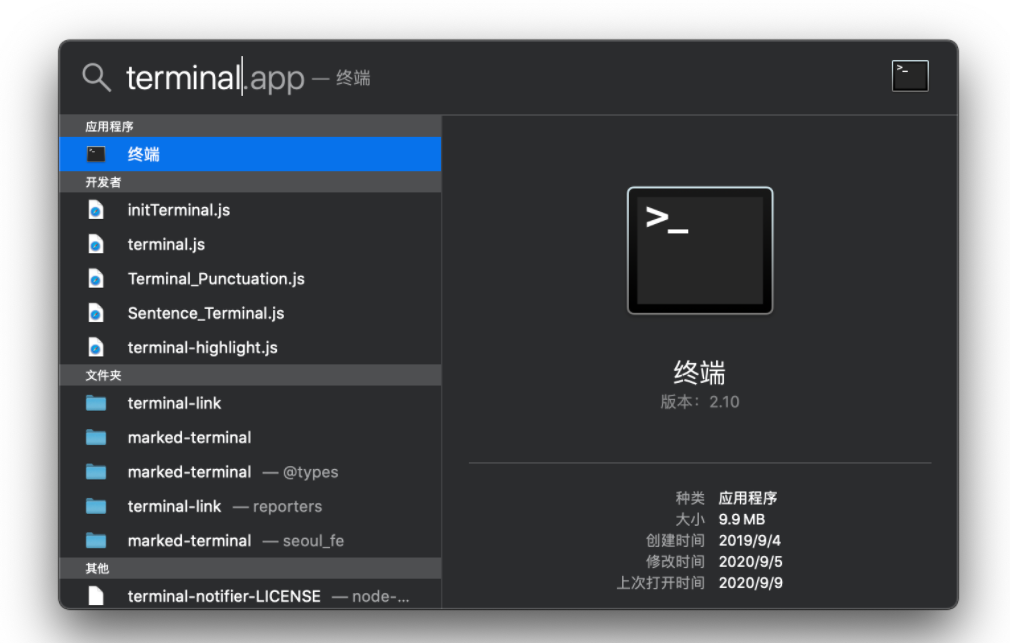 terminal.app — 终端
应用程序
终端
开发者
initTerminal.js
terminal.js
Terminal_Punctuation.js
Sentence_Terminal.js
terminal-highlight.js
文件夹
terminal-link
marked-terminal
marked-terminal — @types
terminal-link — reporters
marked-terminal — seoul_fe
其他
terminal-notifier-LICENSE — node-...
>_
终端
版本：2.10
种类 应用程序
大小 9.9 MB
创建时间 2019/9/4
修改时间 2020/9/5
上次打开时间 2020/9/9